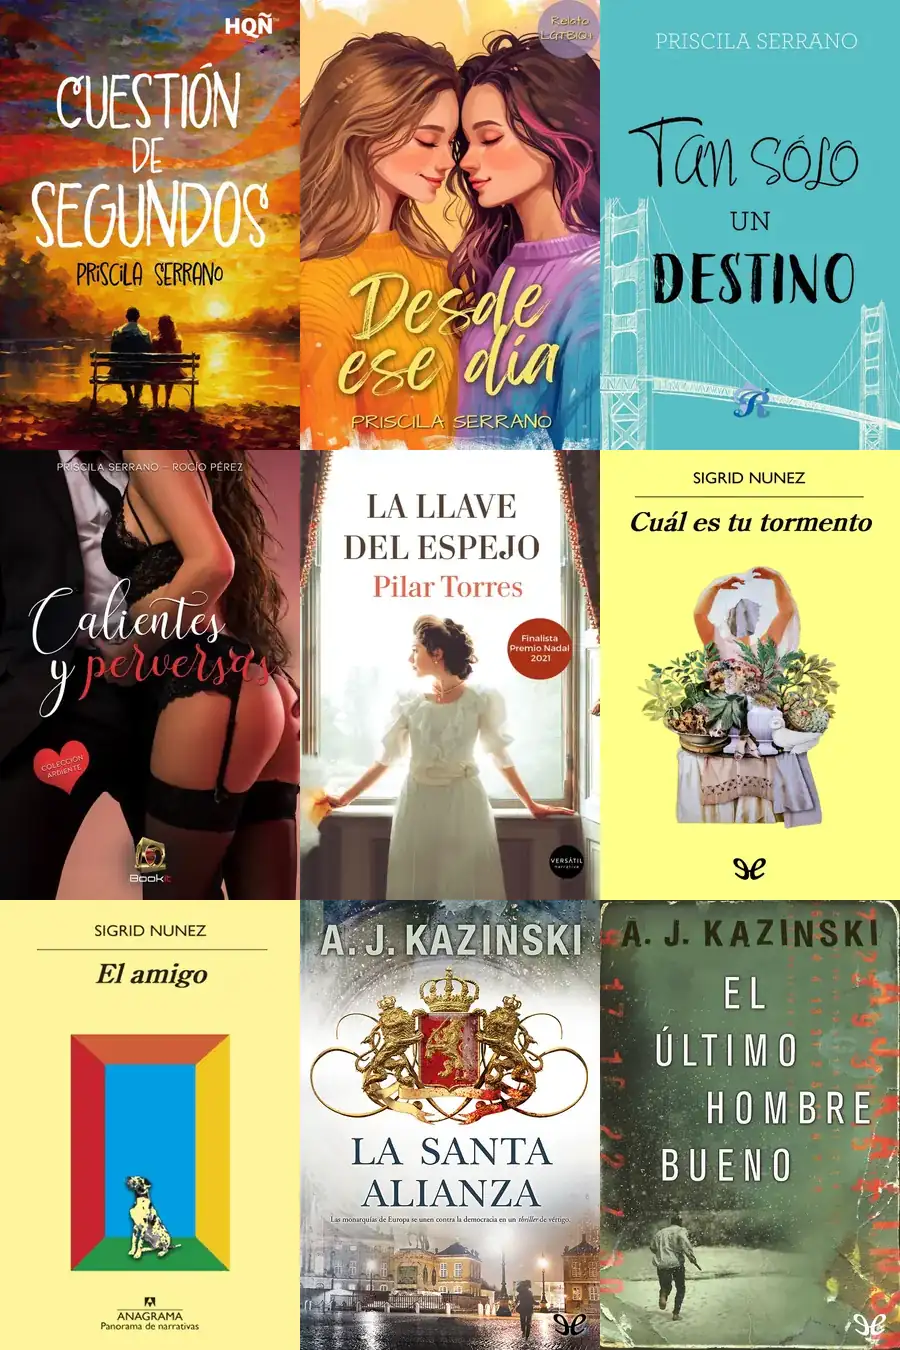 HQÑ
CUESTIÓN
DE
SEGUNDOS
PRISCILA SERRANO
Relato
LGTBIQ+
Desde
ese día
PRISCILA SERRANO
PRISCILA SERRANO
Tan sólo
UN
DESTINO
PRISCILA SERRANO – ROCÍO PÉREZ
Calientes
y perversas
COLECCIÓN
ARDIENTE
Bookit
LA LLAVE
DEL ESPEJO
Pilar Torres
Finalista
Premio Nadal
2021
VERSÁTIL
narrativa
SIGRID NUNEZ
Cuál es tu tormento
SIGRID NUNEZ
El amigo
ANAGRAMA
Panorama de narrativas
A. J. KAZINSKI
LA SANTA
ALIANZA
Las monarquías de Europa se unen contra la democracia en un thriller de vértigo.
A. J. KAZINSKI
EL
ÚLTIMO
HOMBRE
BUENO